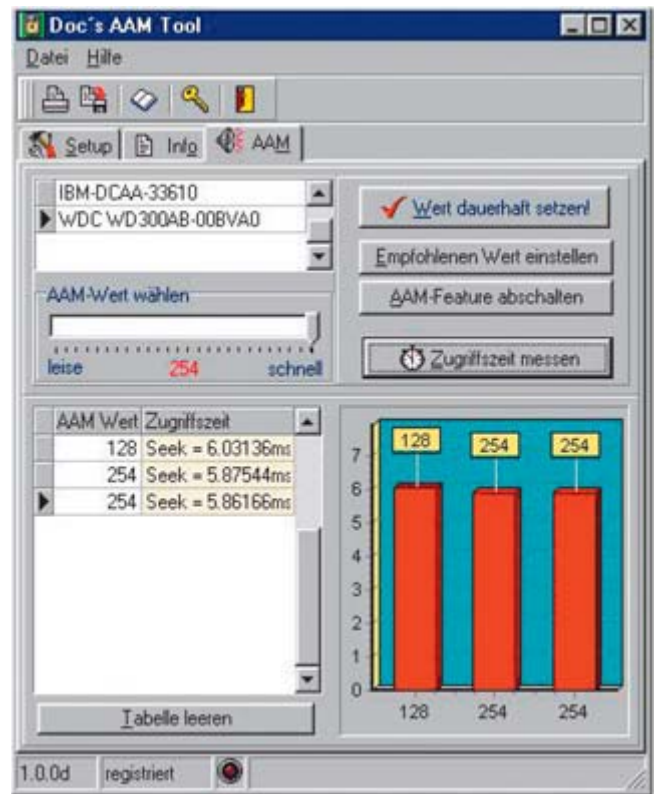 Doc´s AAM Tool
Datei Hilfe
Setup Info AAM
IBM-DCAA-33610
WDC WD300AB-00BVA0
AAM-Wert wählen
leise 254 schnell
Wert dauerhaft setzen!
Empfohlenen Wert einstellen
AAM-Feature abschalten
Zugriffszeit messen
AAM Wert Zugriffszeit
128 Seek = 6.03136ms
254 Seek = 5.87544ms
254 Seek = 5.86166ms
Tabelle leeren
128 254 254
7
6
5
4
3
2
1
0
128 254 254
1.0.0d registriert